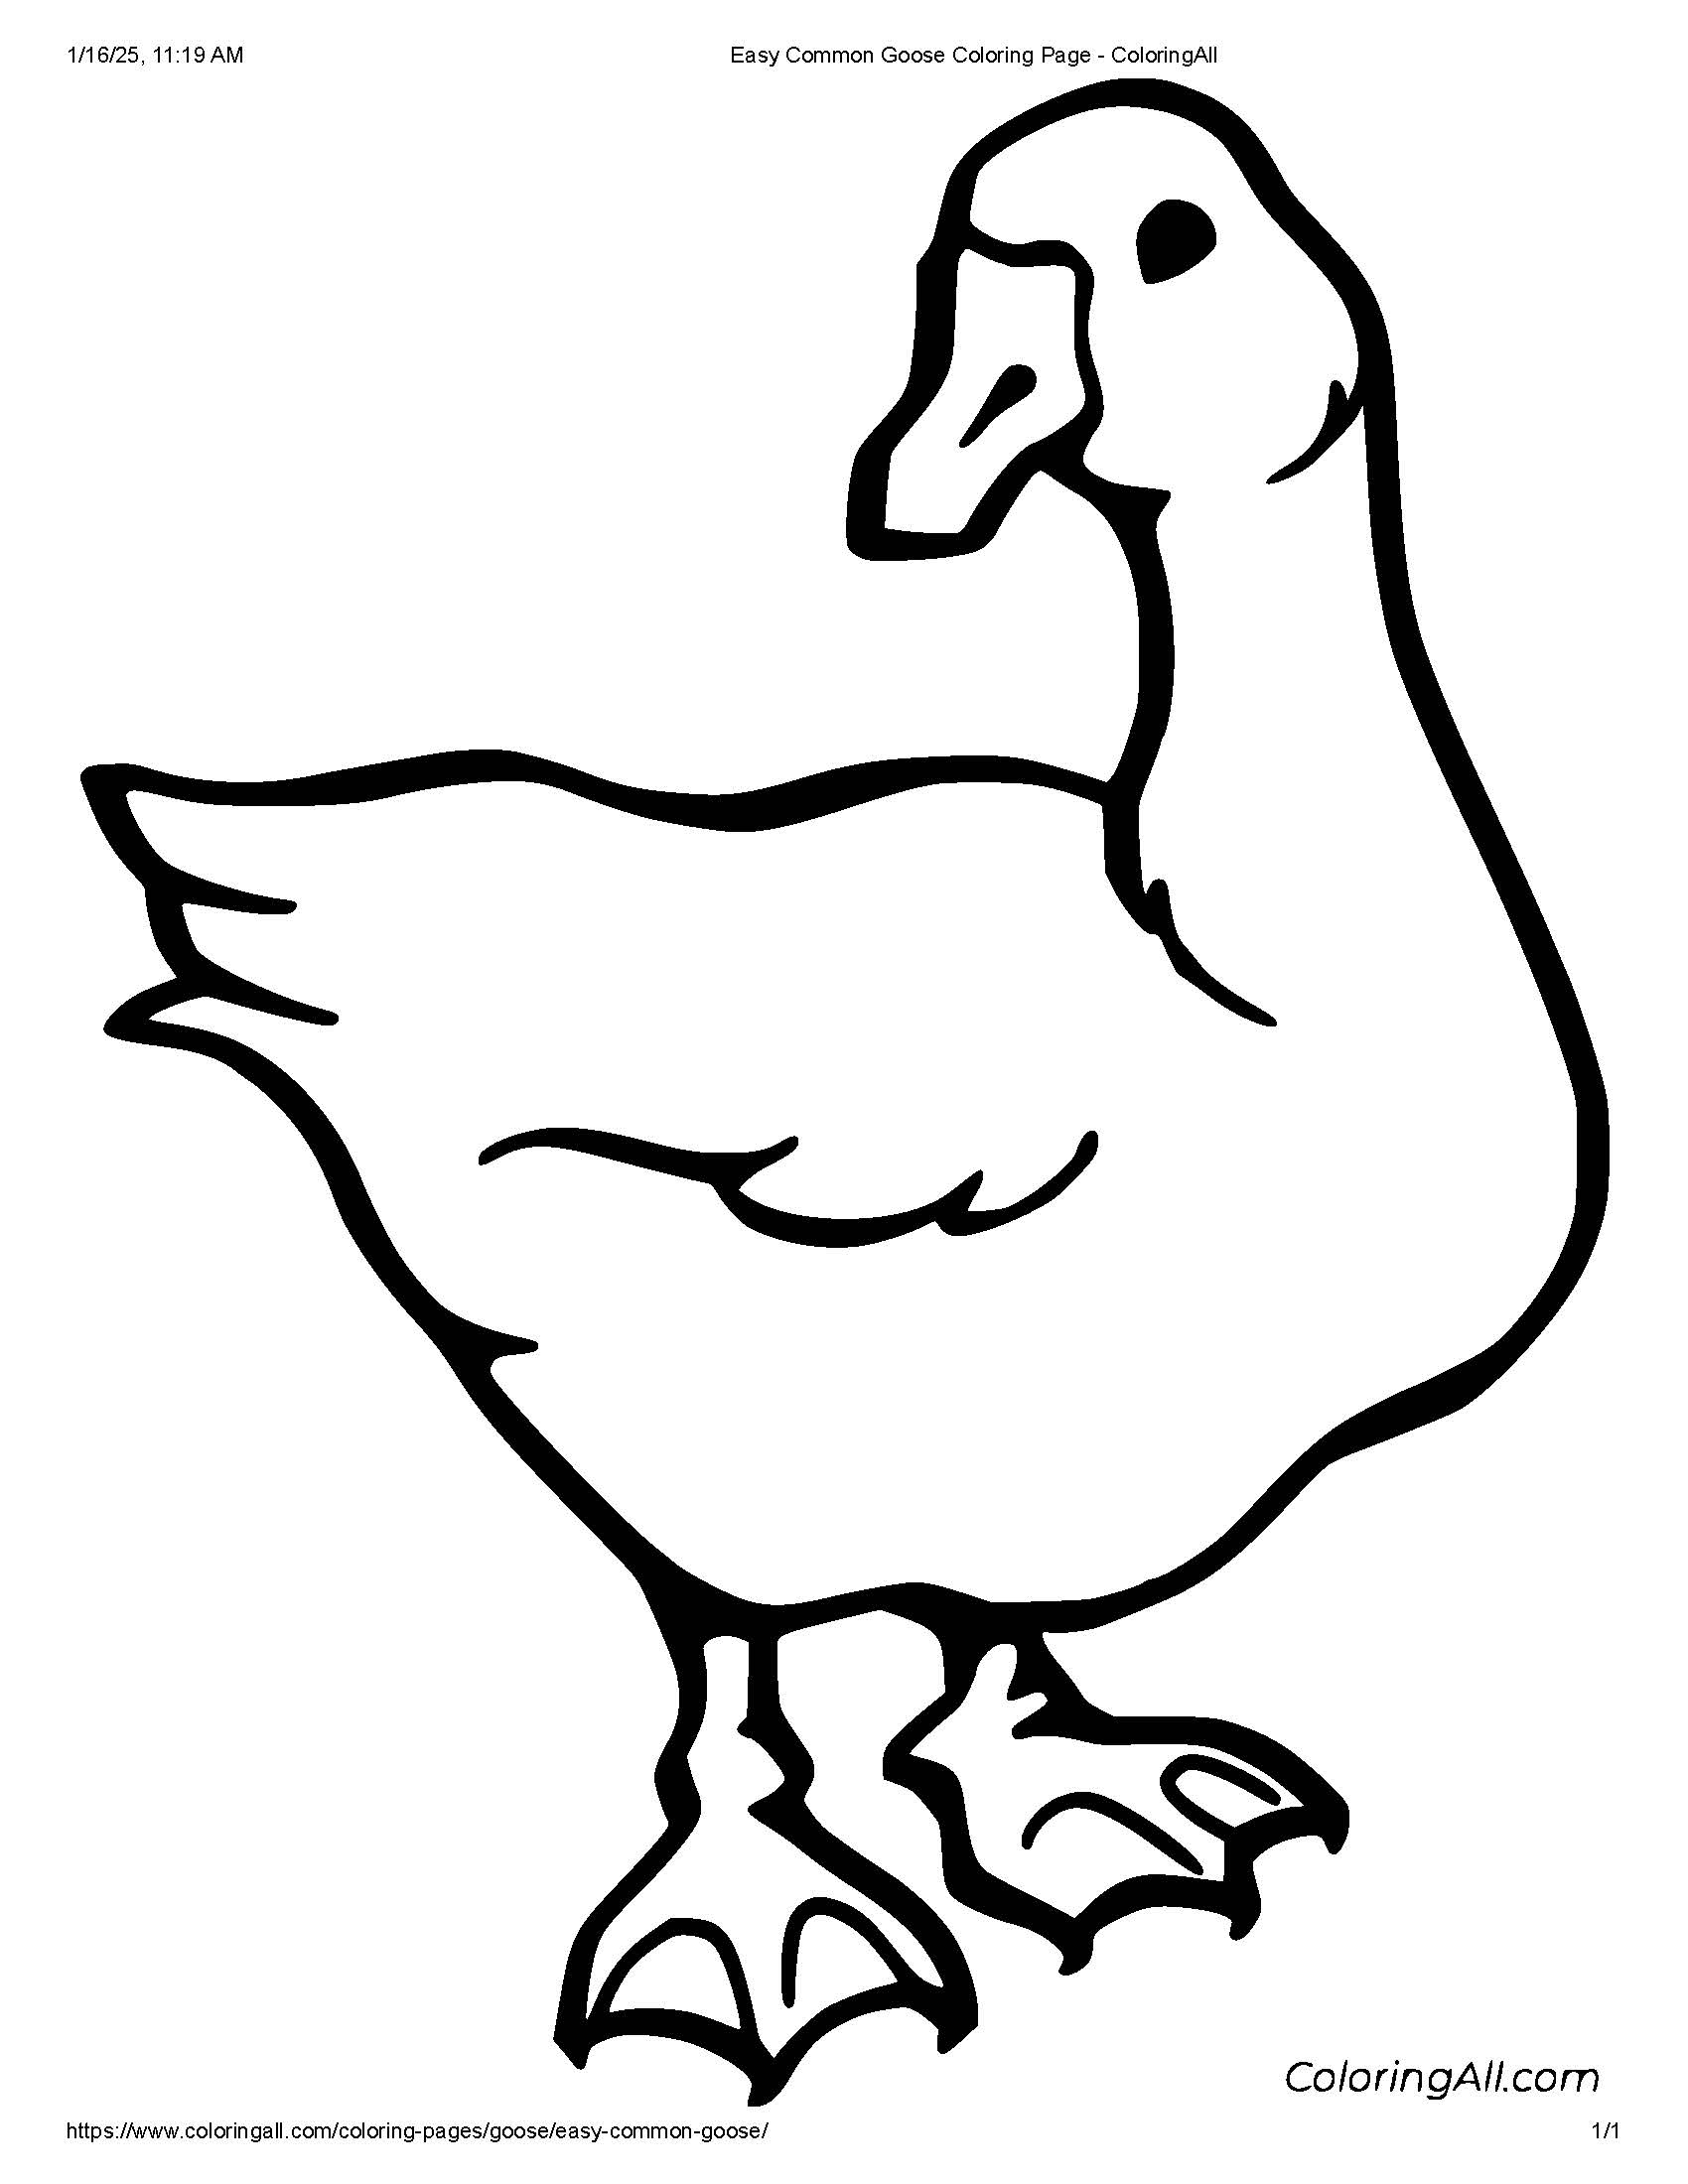 1/16/25, 11:19 AM
Easy Common Goose Coloring Page - ColoringAll
ColoringAll.com
https://www.coloringall.com/coloring-pages/goose/easy-common-goose/
1/1